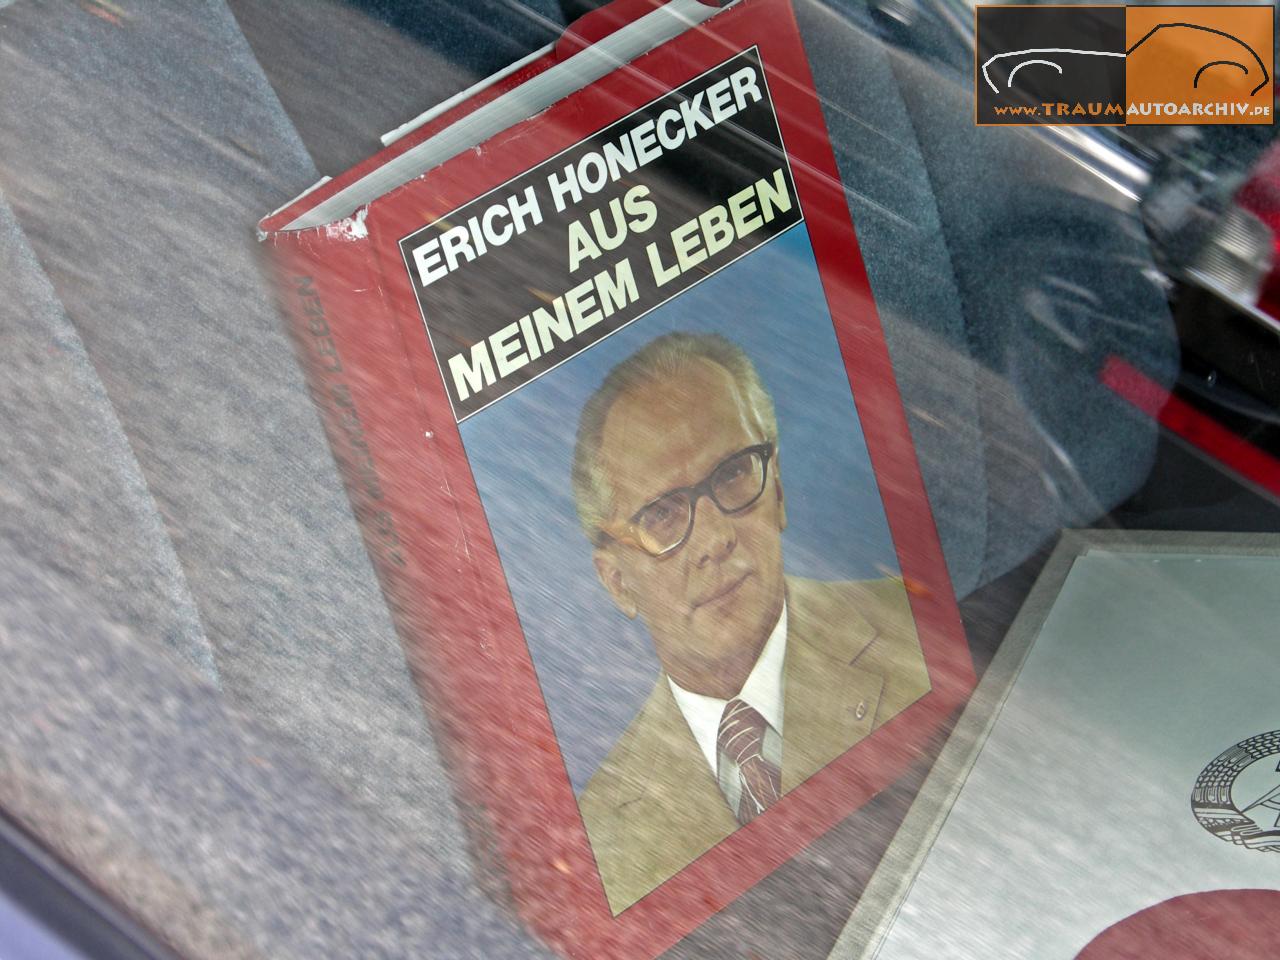 www.TRAUMAUTOARCHIV.DE
ERICH HONECKER
AUS
MEINEM LEBEN
AUS MEINEM LEBEN